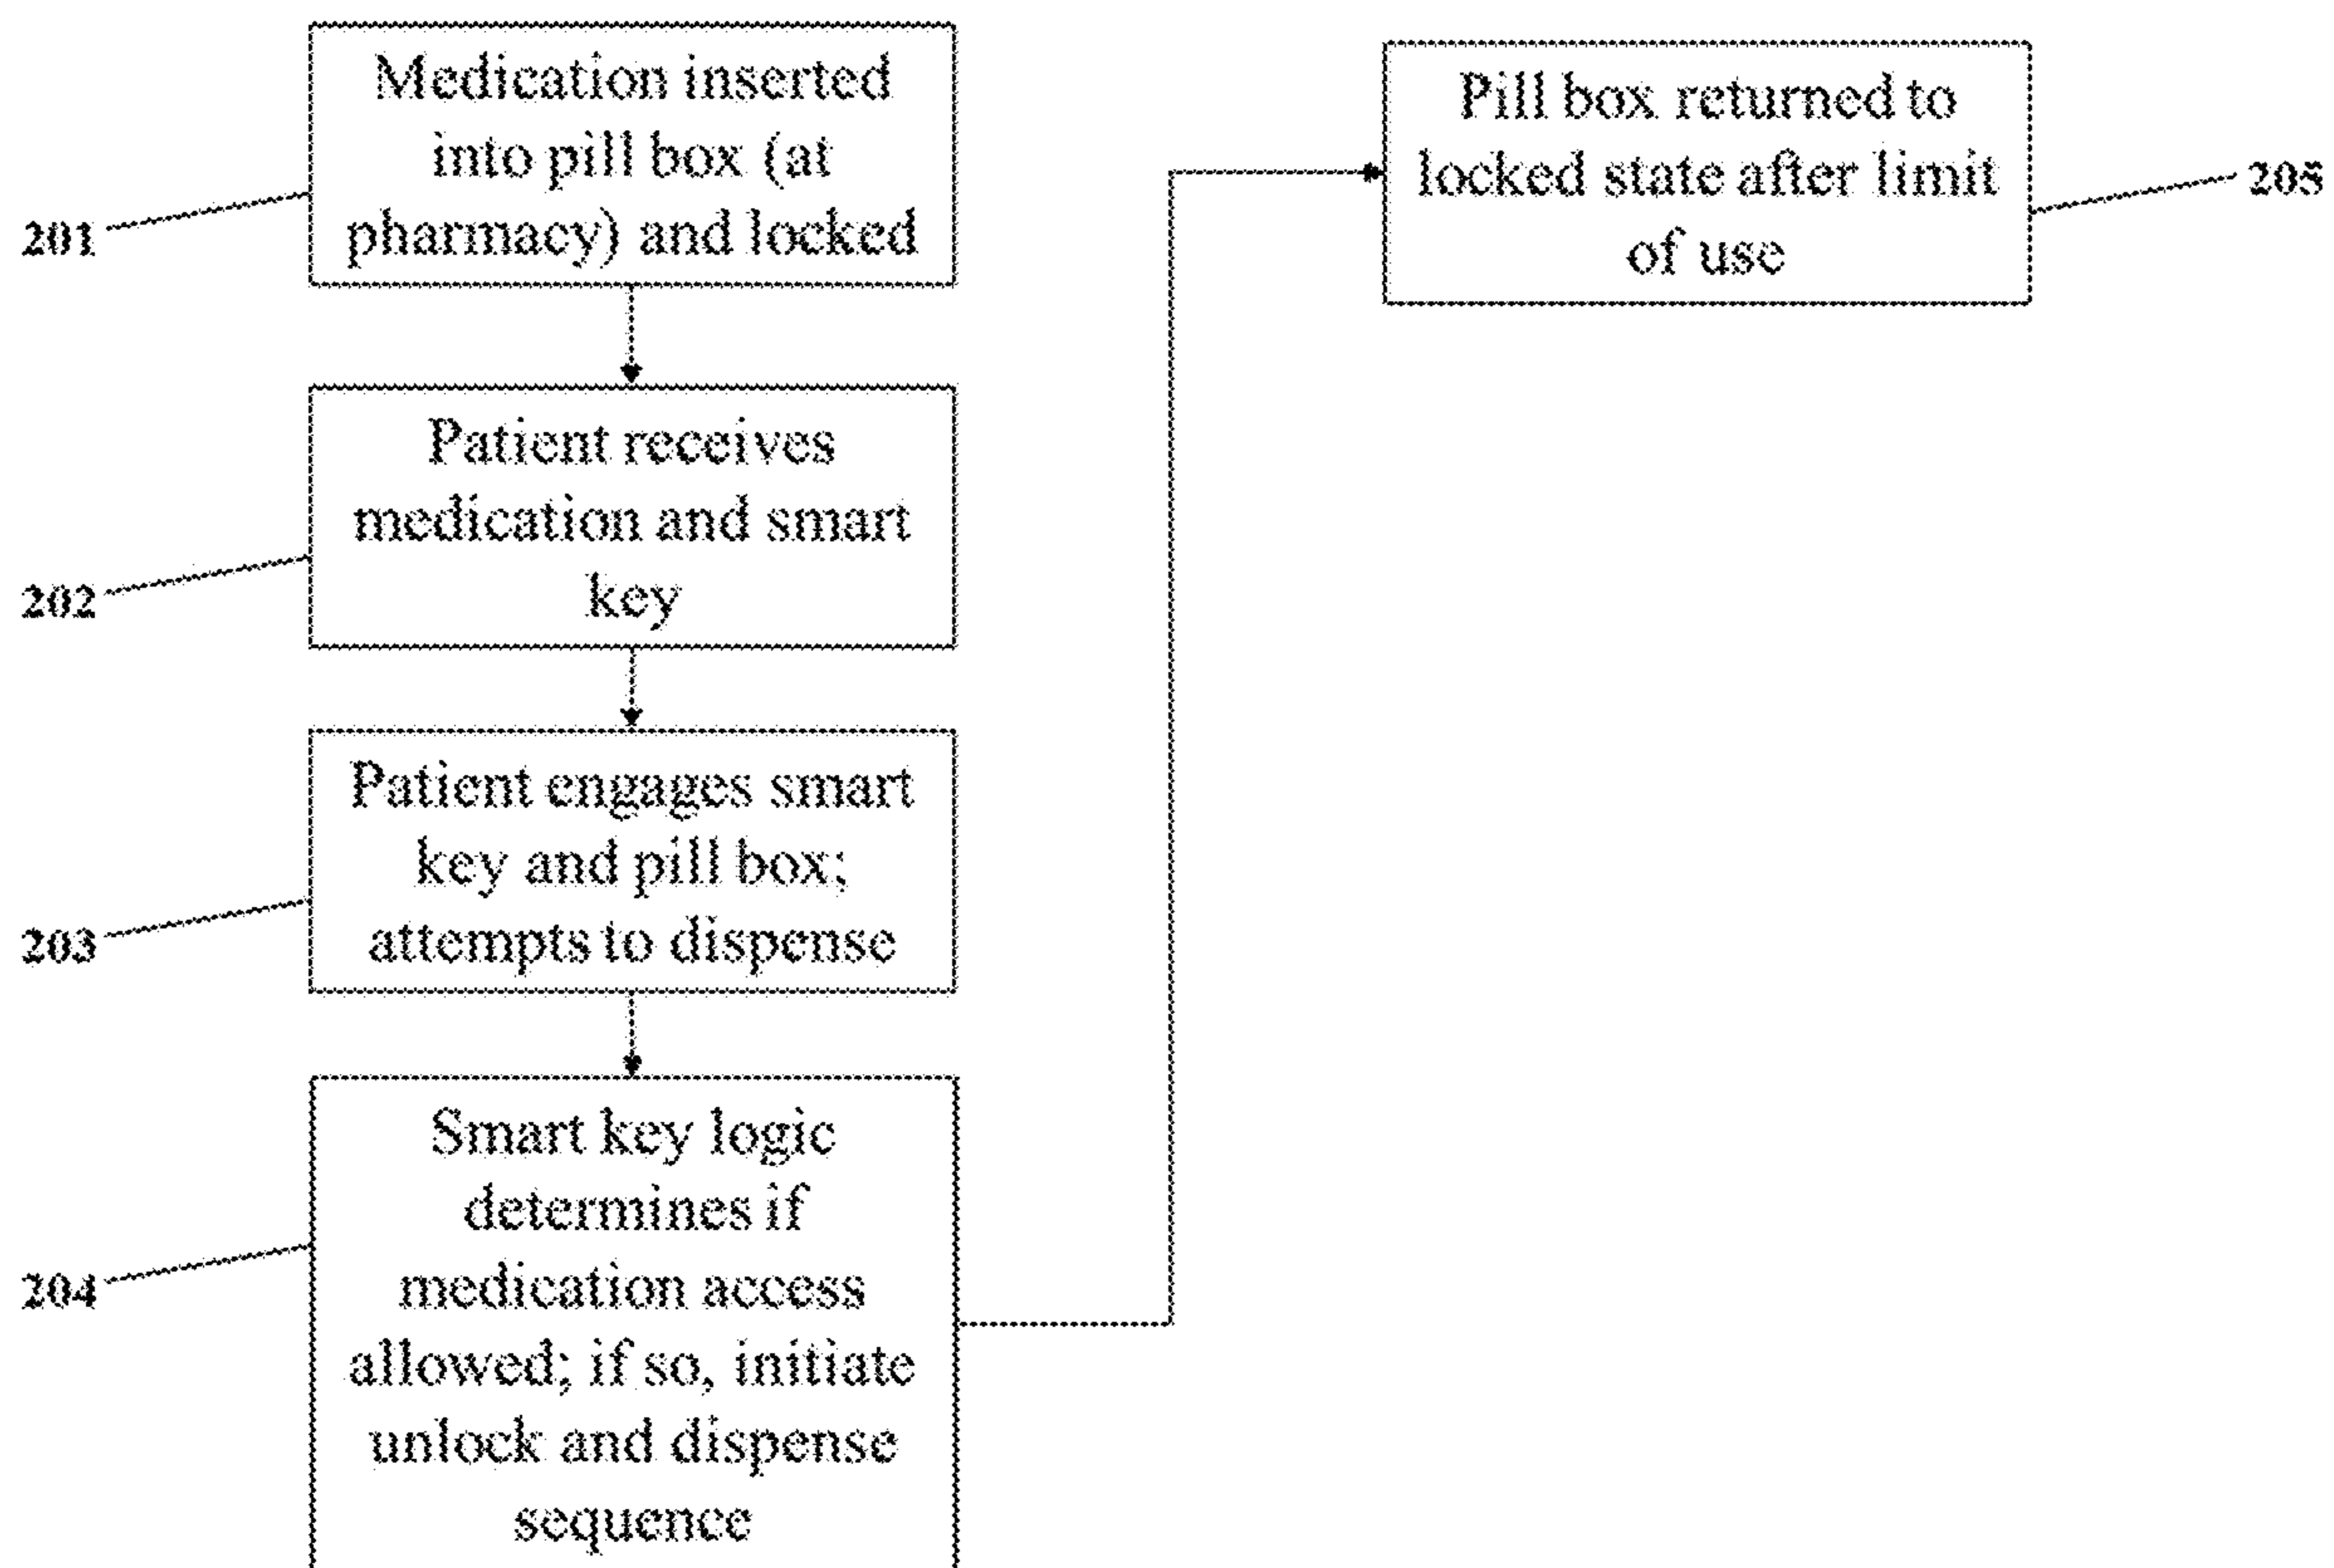 Medication inserted
into pill box (at
pharmacy) and locked
201
Patient receives
medication and smart
key
202
Patient engages smart
key and pill box;
attempts to dispense
203
Smart key logic
determines if
medication access
allowed; if so, initiate
unlock and dispense
sequence
204
Pill box returned to
locked state after limit
of use
205